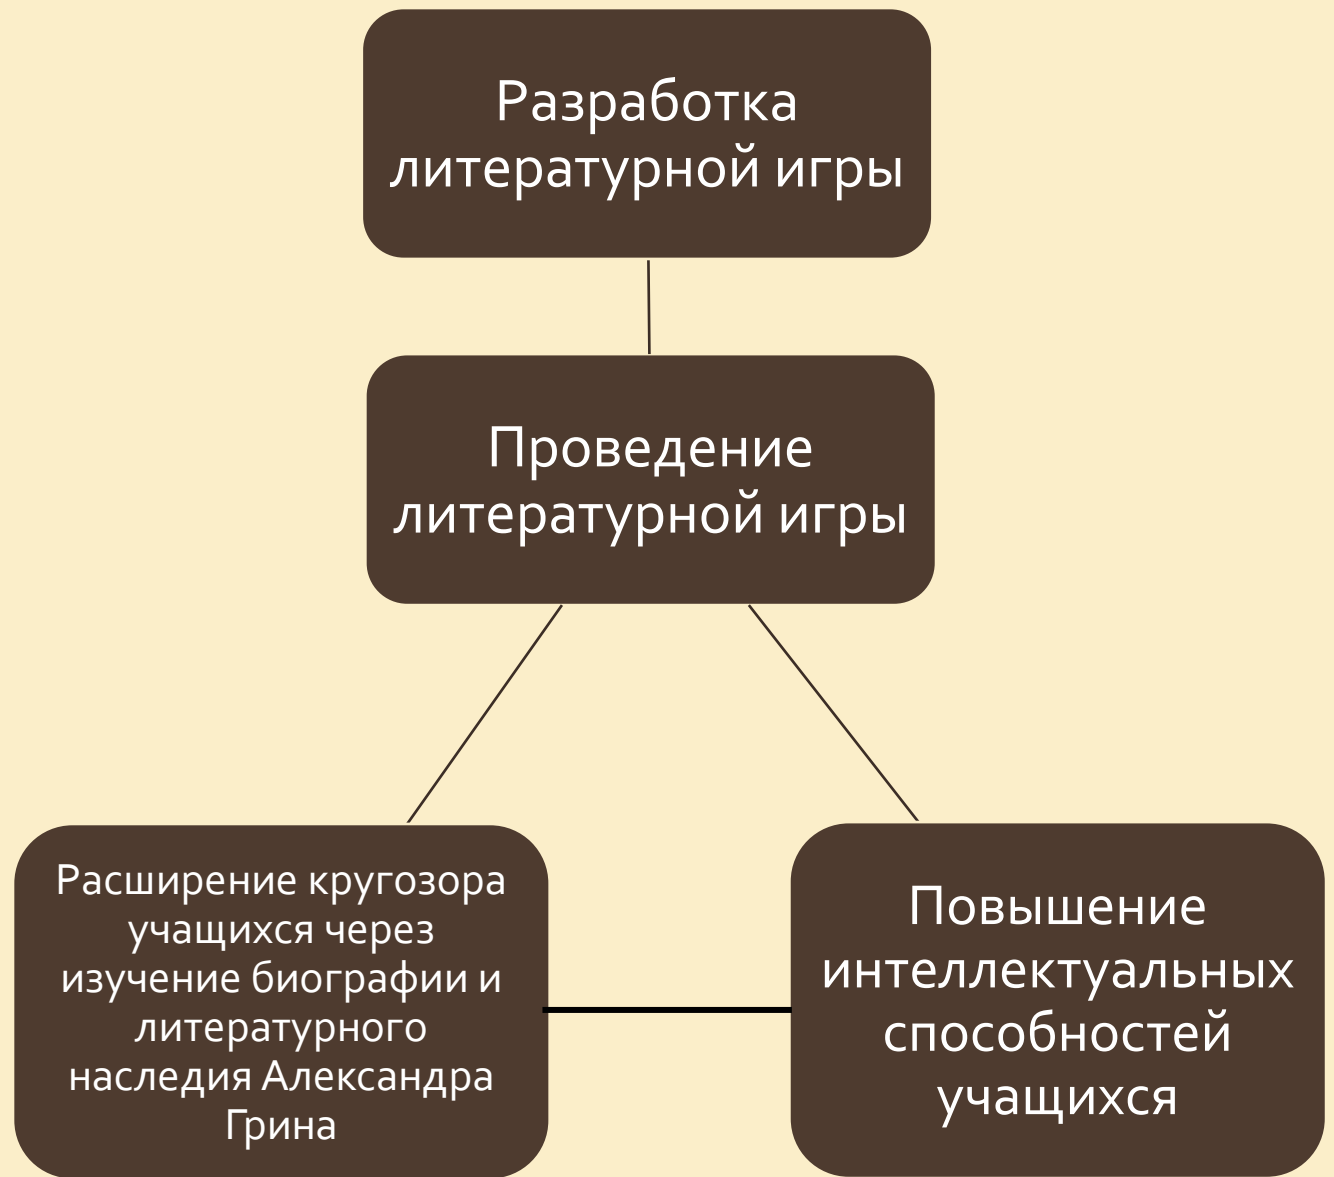 Разработка
литературной игры
Проведение
литературной игры
Расширение кругозора
учащихся через
изучение биографии и
литературного
наследия Александра
Грина
Повышение
интеллектуальных
способностей
учащихся